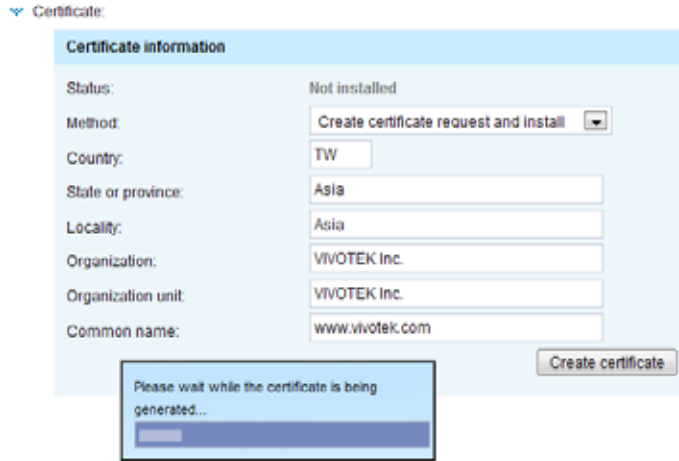 Certificate:
Certificate information
Status: Not installed
Method: Create certificate request and install
Country: TW
State or province: Asia
Locality: Asia
Organization: VIVOTEK Inc.
Organization unit: VIVOTEK Inc.
Common name: www.vivotek.com
Create certificate
Please wait while the certificate is being
generated...